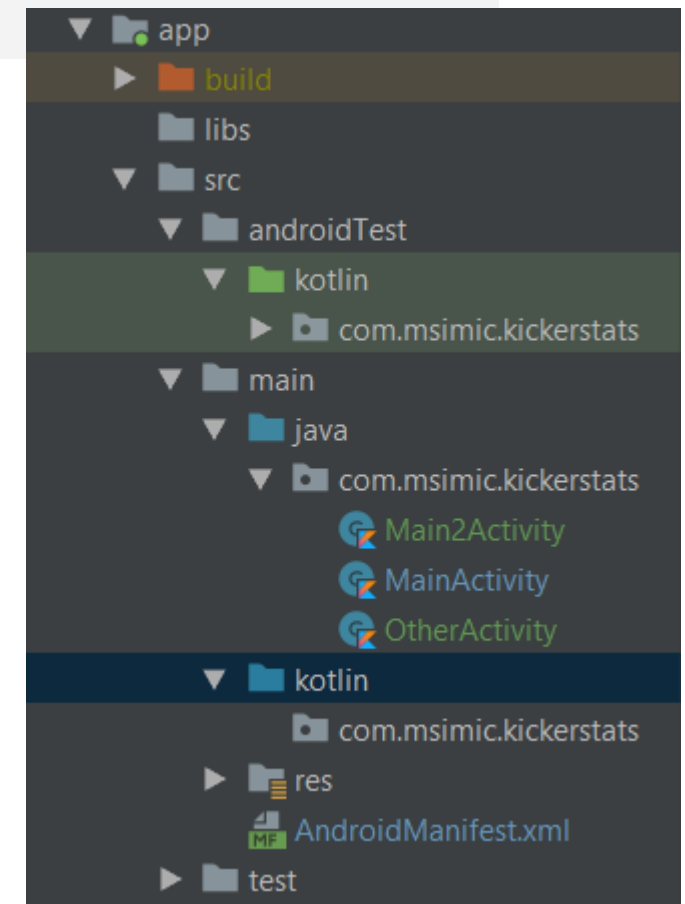 app
build
libs
src
androidTest
kotlin
com.msimic.kickerstats
main
java
com.msimic.kickerstats
Main2Activity
MainActivity
OtherActivity
kotlin
com.msimic.kickerstats
res
MF AndroidManifest.xml
test